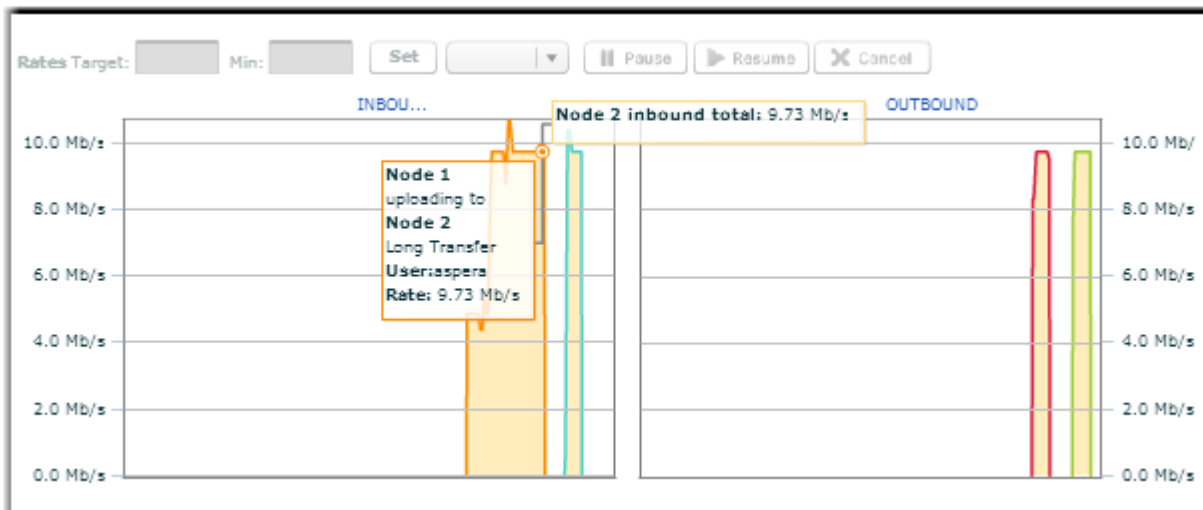 Rates Target: Min: Set Pause Resume Cancel
INBOU... OUTBOUND
Node 2 inbound total: 9.73 Mb/s
10.0 Mb/s
8.0 Mb/s
6.0 Mb/s
4.0 Mb/s
2.0 Mb/s
0.0 Mb/s
Node 1
uploading to
Node 2
Long Transfer
User:aspera
Rate: 9.73 Mb/s
10.0 Mb/
8.0 Mb/s
6.0 Mb/s
4.0 Mb/s
2.0 Mb/s
0.0 Mb/s